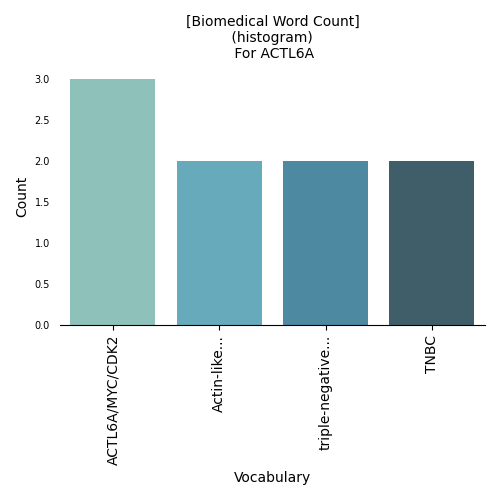 [Biomedical Word Count]
(histogram)
For ACTL6A
3.0
2.5
2.0
1.5
1.0
0.5
0.0
Count
ACTL6A/MYC/CDK2
Actin-like...
triple-negative...
TNBC
Vocabulary